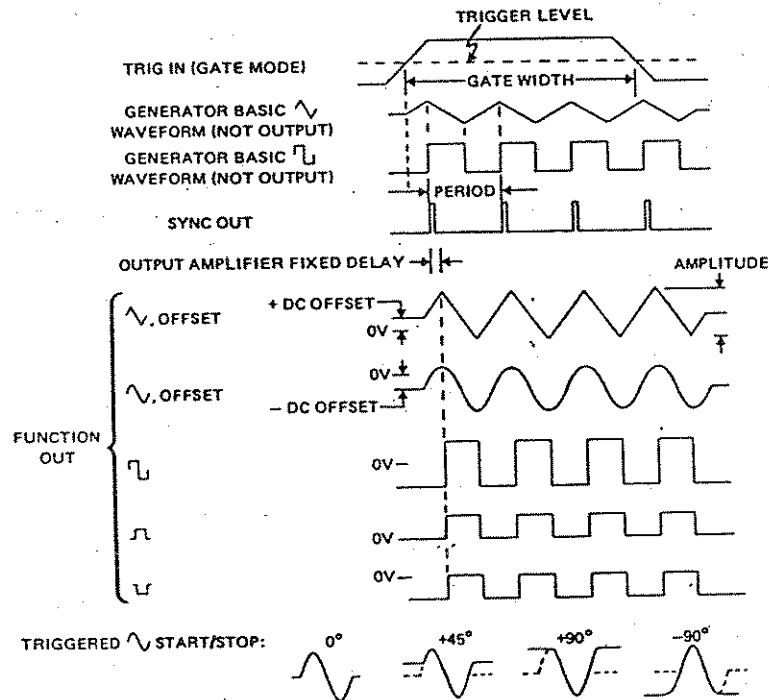 TRIGGER LEVEL
TRIG IN (GATE MODE)
GATE WIDTH
GENERATOR BASIC
WAVEFORM (NOT OUTPUT)
GENERATOR BASIC
WAVEFORM (NOT OUTPUT)
PERIOD
SYNC OUT
OUTPUT AMPLIFIER FIXED DELAY
AMPLITUDE
+ DC OFFSET
, OFFSET
0V
0V
, OFFSET
– DC OFFSET
FUNCTION
OUT
0V
0V
0V
TRIGGERED START/STOP:
0° +45° +90° –90°